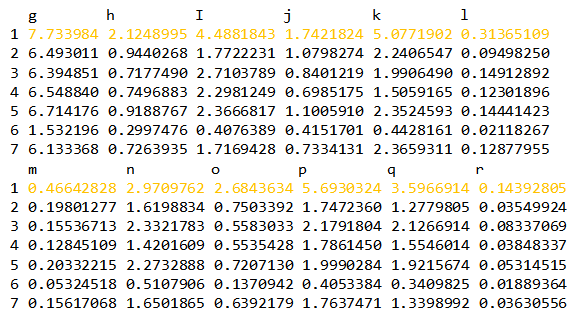 g h I j k l
1 7.733984 2.1248995 4.4881843 1.7421824 5.0771902 0.31365109
2 6.493011 0.9440268 1.7722231 1.0798274 2.2406547 0.09498250
3 6.394851 0.7177490 2.7103789 0.8401219 1.9906490 0.14912892
4 6.548840 0.7496883 2.2981249 0.6985175 1.5059165 0.12301896
5 6.714176 0.9188767 2.3666817 1.1005910 2.3524593 0.14441423
6 1.532196 0.2997476 0.4076389 0.4151701 0.4428161 0.02118267
7 6.133368 0.7263935 1.7169428 0.7334131 2.3659311 0.12877955
m n o p q r
1 0.46642828 2.9709762 2.6843634 5.6930324 3.5966914 0.14392805
2 0.19801277 1.6198834 0.7503392 1.7472360 1.2779805 0.03549924
3 0.15536713 2.3321783 0.5583033 2.1791804 2.1266914 0.08337069
4 0.12845109 1.4201609 0.5535428 1.7861450 1.5546014 0.03848337
5 0.20332215 2.2732888 0.7207130 1.9990284 1.9215674 0.05314515
6 0.05324518 0.5107906 0.1370942 0.4053384 0.3409825 0.01889364
7 0.15617068 1.6501865 0.6392179 1.7637471 1.3398992 0.03630556